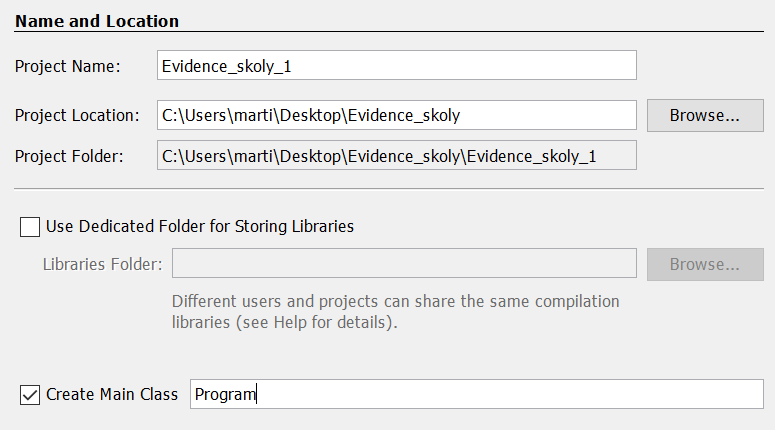 Name and Location
Project Name: Evidence_skoly_1
Project Location: C:\Users\marti\Desktop\Evidence_skoly Browse...
Project Folder: C:\Users\marti\Desktop\Evidence_skoly\Evidence_skoly_1
Use Dedicated Folder for Storing Libraries
Libraries Folder: Browse...
Different users and projects can share the same compilation
libraries (see Help for details).
Create Main Class Program